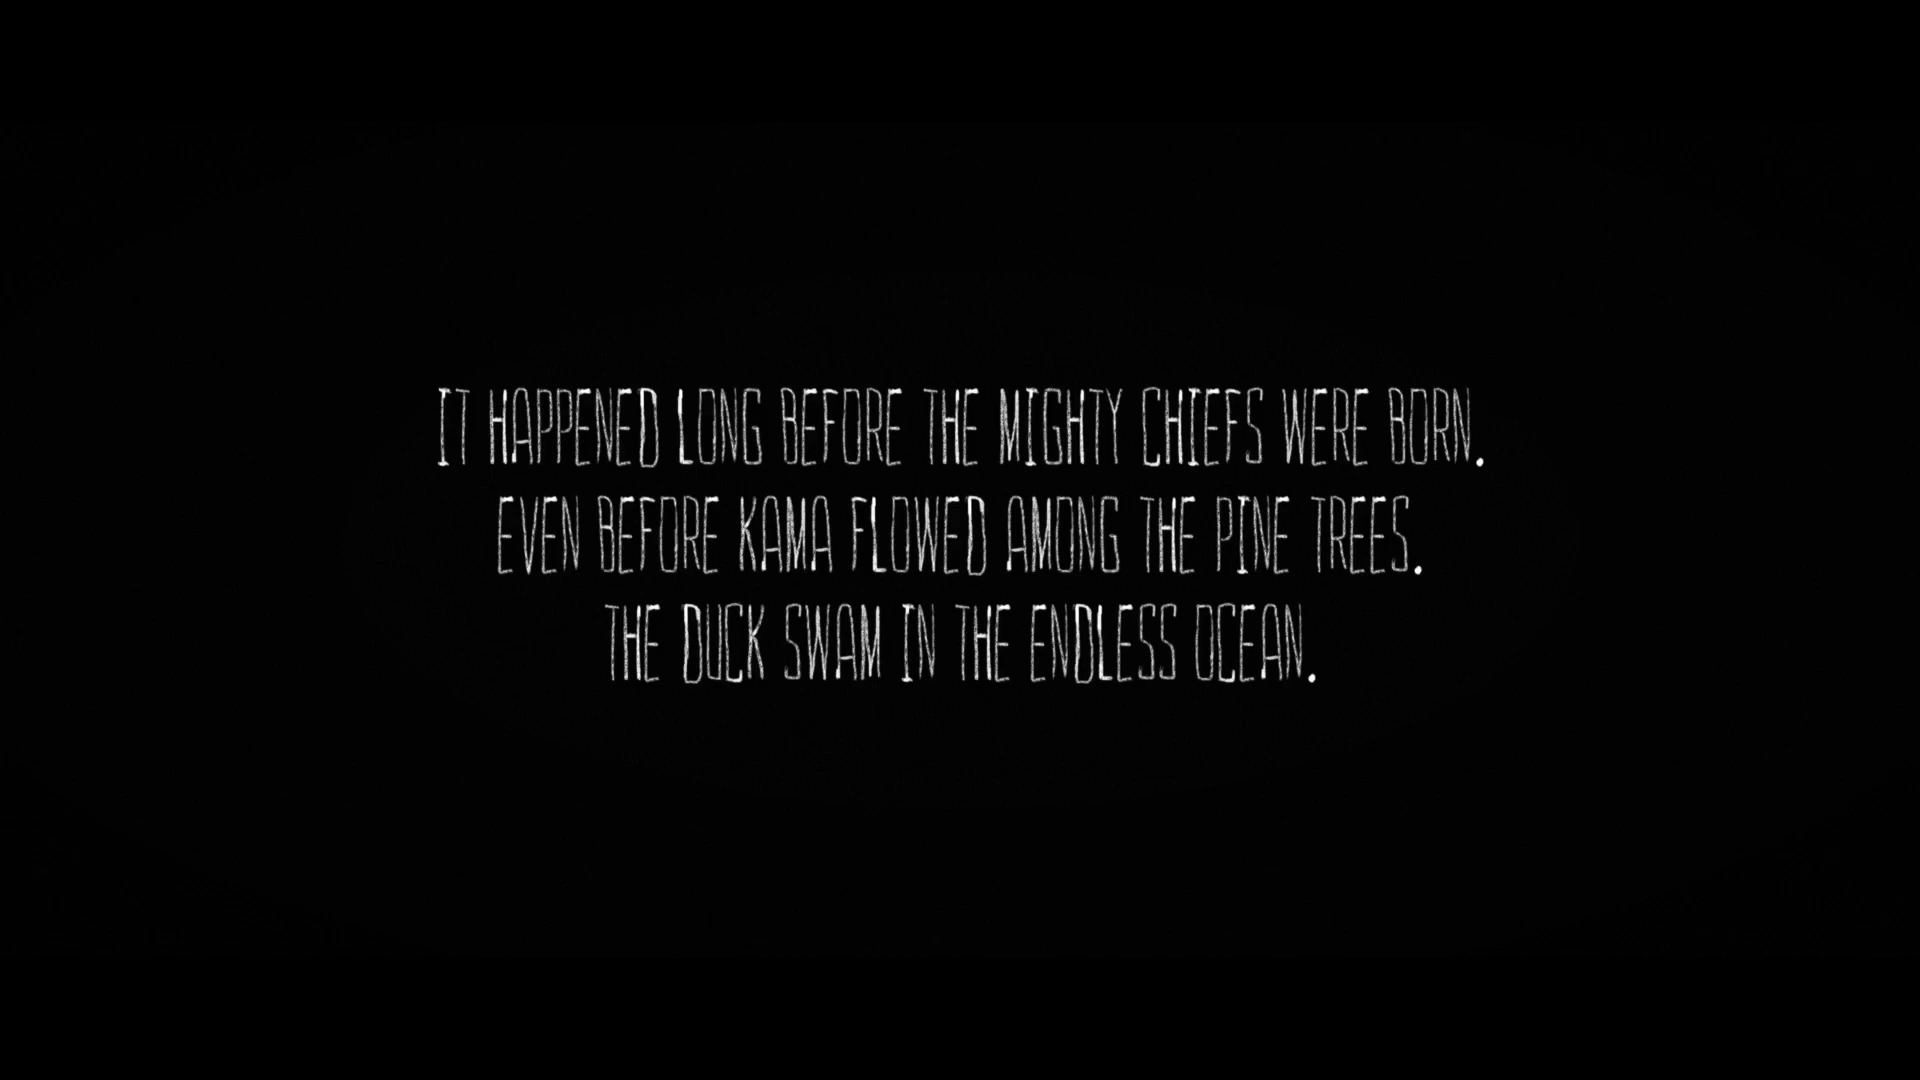 IT HAPPENED LONG BEFORE THE MIGHTY CHIEFS WERE BORN.
EVEN BEFORE KAMA FLOWED AMONG THE PINE TREES.
THE DUCK SWAM IN THE ENDLESS OCEAN.